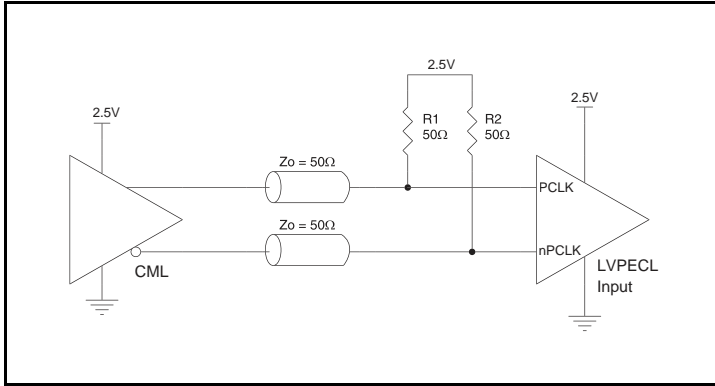 2.5V
2.5V
2.5V
R1
50Ω
R2
50Ω
Zo = 50Ω
PCLK
Zo = 50Ω
nPCLK
CML
LVPECL
Input